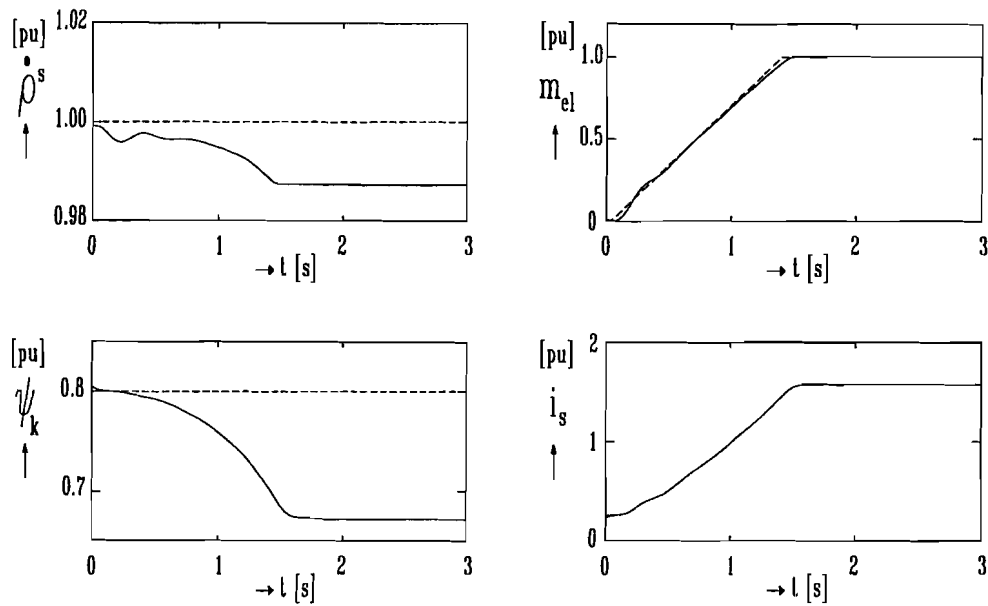 1.02
[pu]
ρ̇ˢ
1.00
0.98
0 1 2 3
→ t [s]
[pu]
1.0
m_el
0.5
0
0 1 2 3
→ t [s]
[pu]
0.8
ψ_k
0.7
0 1 2 3
→ t [s]
2
[pu]
i_s
1
0
0 1 2 3
→ t [s]